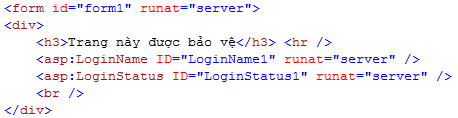 <form id="form1" runat="server">
<div>
<h3>Trang này được bảo vệ</h3> <hr />
<asp:LoginName ID="LoginName1" runat="server" />
<asp:LoginStatus ID="LoginStatus1" runat="server" />
<br />
</div>